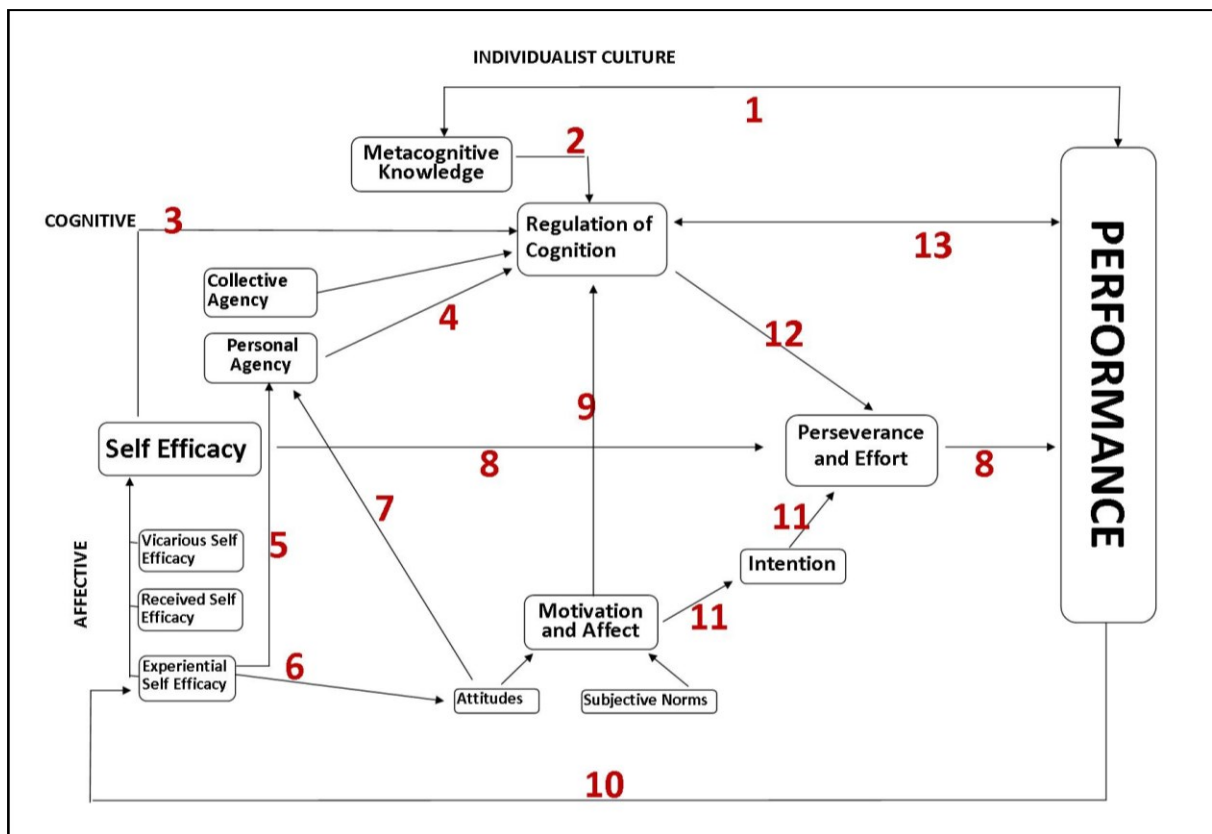 INDIVIDUALIST CULTURE
1
Metacognitive
Knowledge
2
COGNITIVE
3
Regulation of
Cognition
13
Collective
Agency
4
Personal
Agency
12
9
Self Efficacy
8
Perseverance
and Effort
8
PERFORMANCE
7
5
11
AFFECTIVE
Vicarious Self
Efficacy
Intention
Received Self
Efficacy
Motivation
and Affect
11
Experiential
Self Efficacy
6
Attitudes
Subjective Norms
10